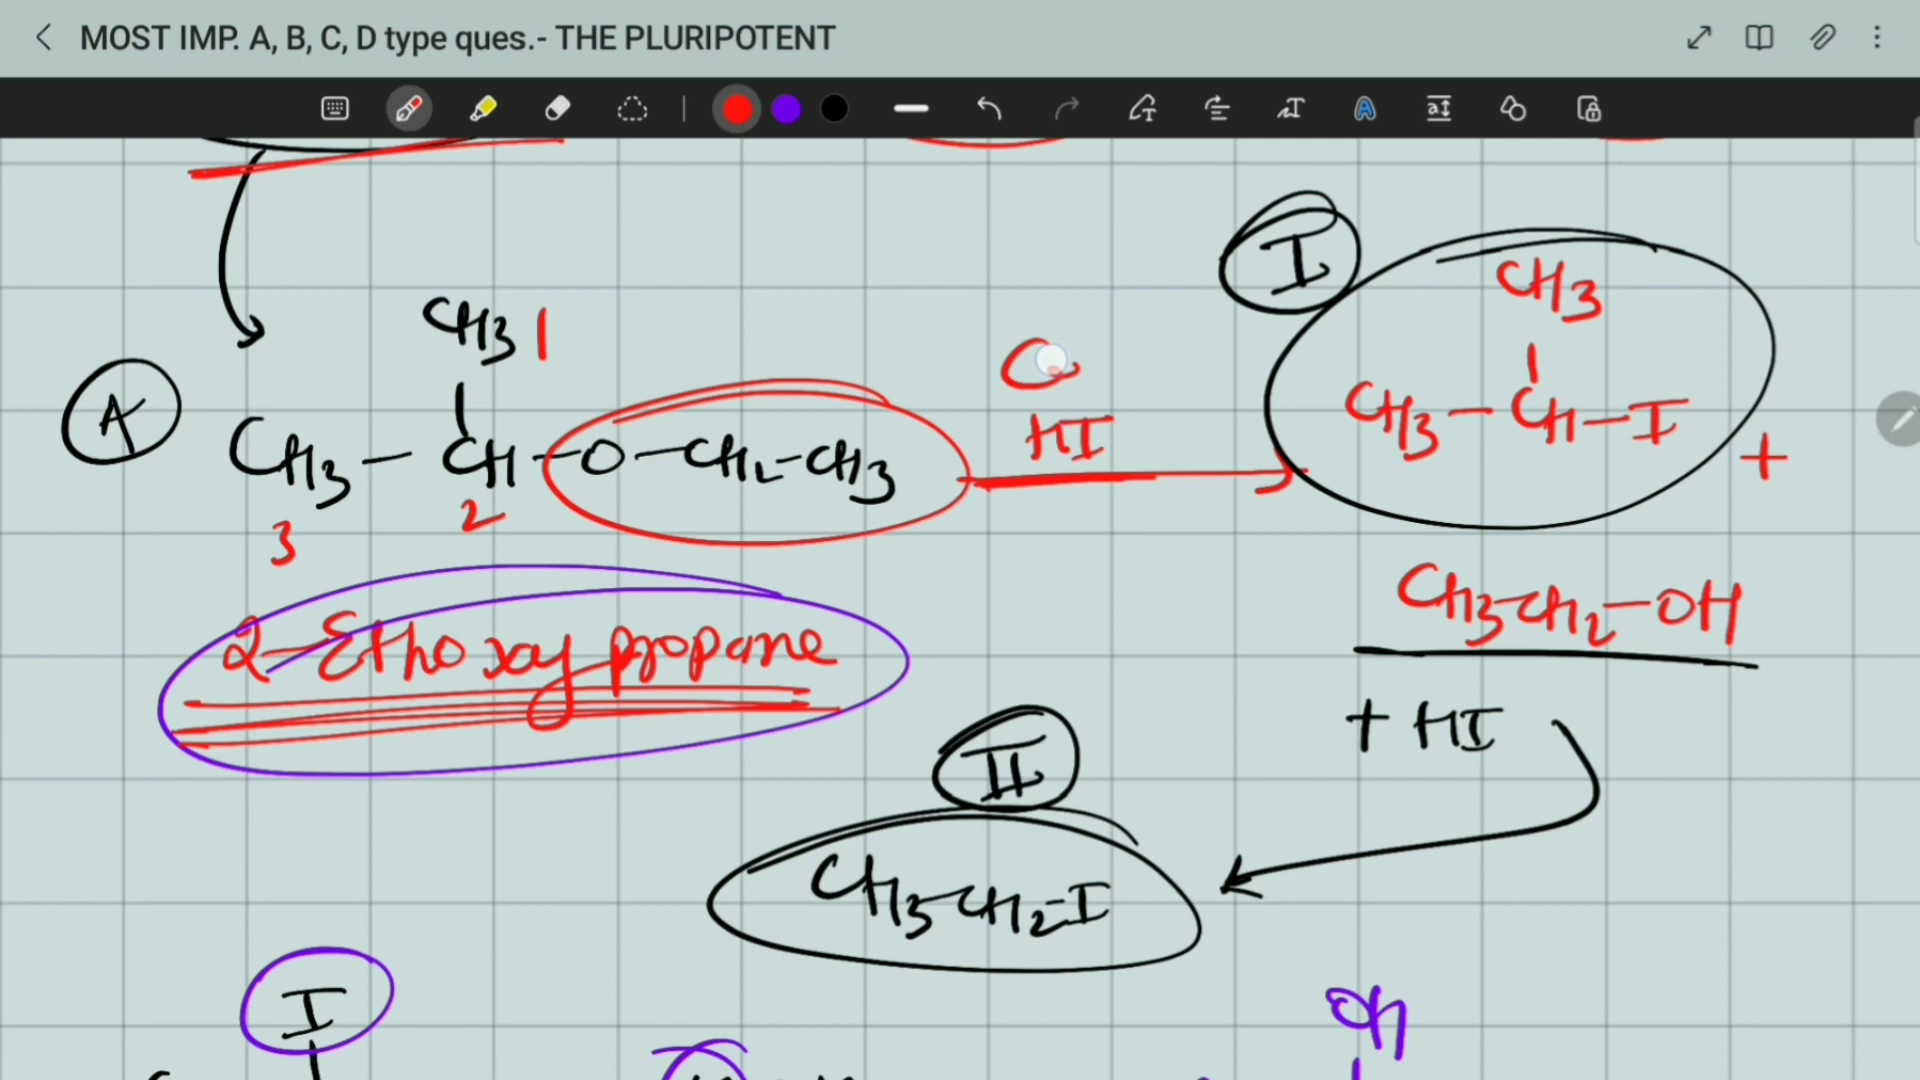 MOST IMP. A, B, C, D type ques.- THE PLURIPOTENT
I
CH3
CH3 1
CH3 - CH - I +
HI
A
CH3 - CH - O - CH2 - CH3
3 2
CH3-CH2-OH
2-Ethoxy propane
+ HI
II
CH3-CH2-I
I
OH